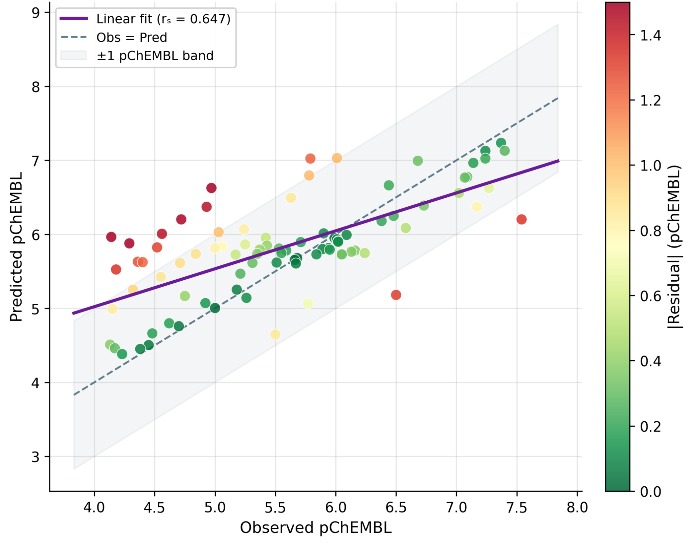 Linear fit (rₛ = 0.647)
Obs = Pred
±1 pChEMBL band
9
8
7
6
5
4
3
Predicted pChEMBL
4.0 4.5 5.0 5.5 6.0 6.5 7.0 7.5 8.0
Observed pChEMBL
1.4
1.2
1.0
0.8
0.6
0.4
0.2
0.0
|Residual| (pChEMBL)